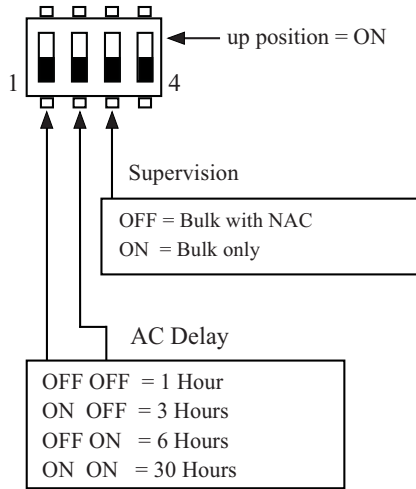 up position = ON
1 4
Supervision
OFF = Bulk with NAC
ON = Bulk only
AC Delay
OFF OFF = 1 Hour
ON OFF = 3 Hours
OFF ON = 6 Hours
ON ON = 30 Hours